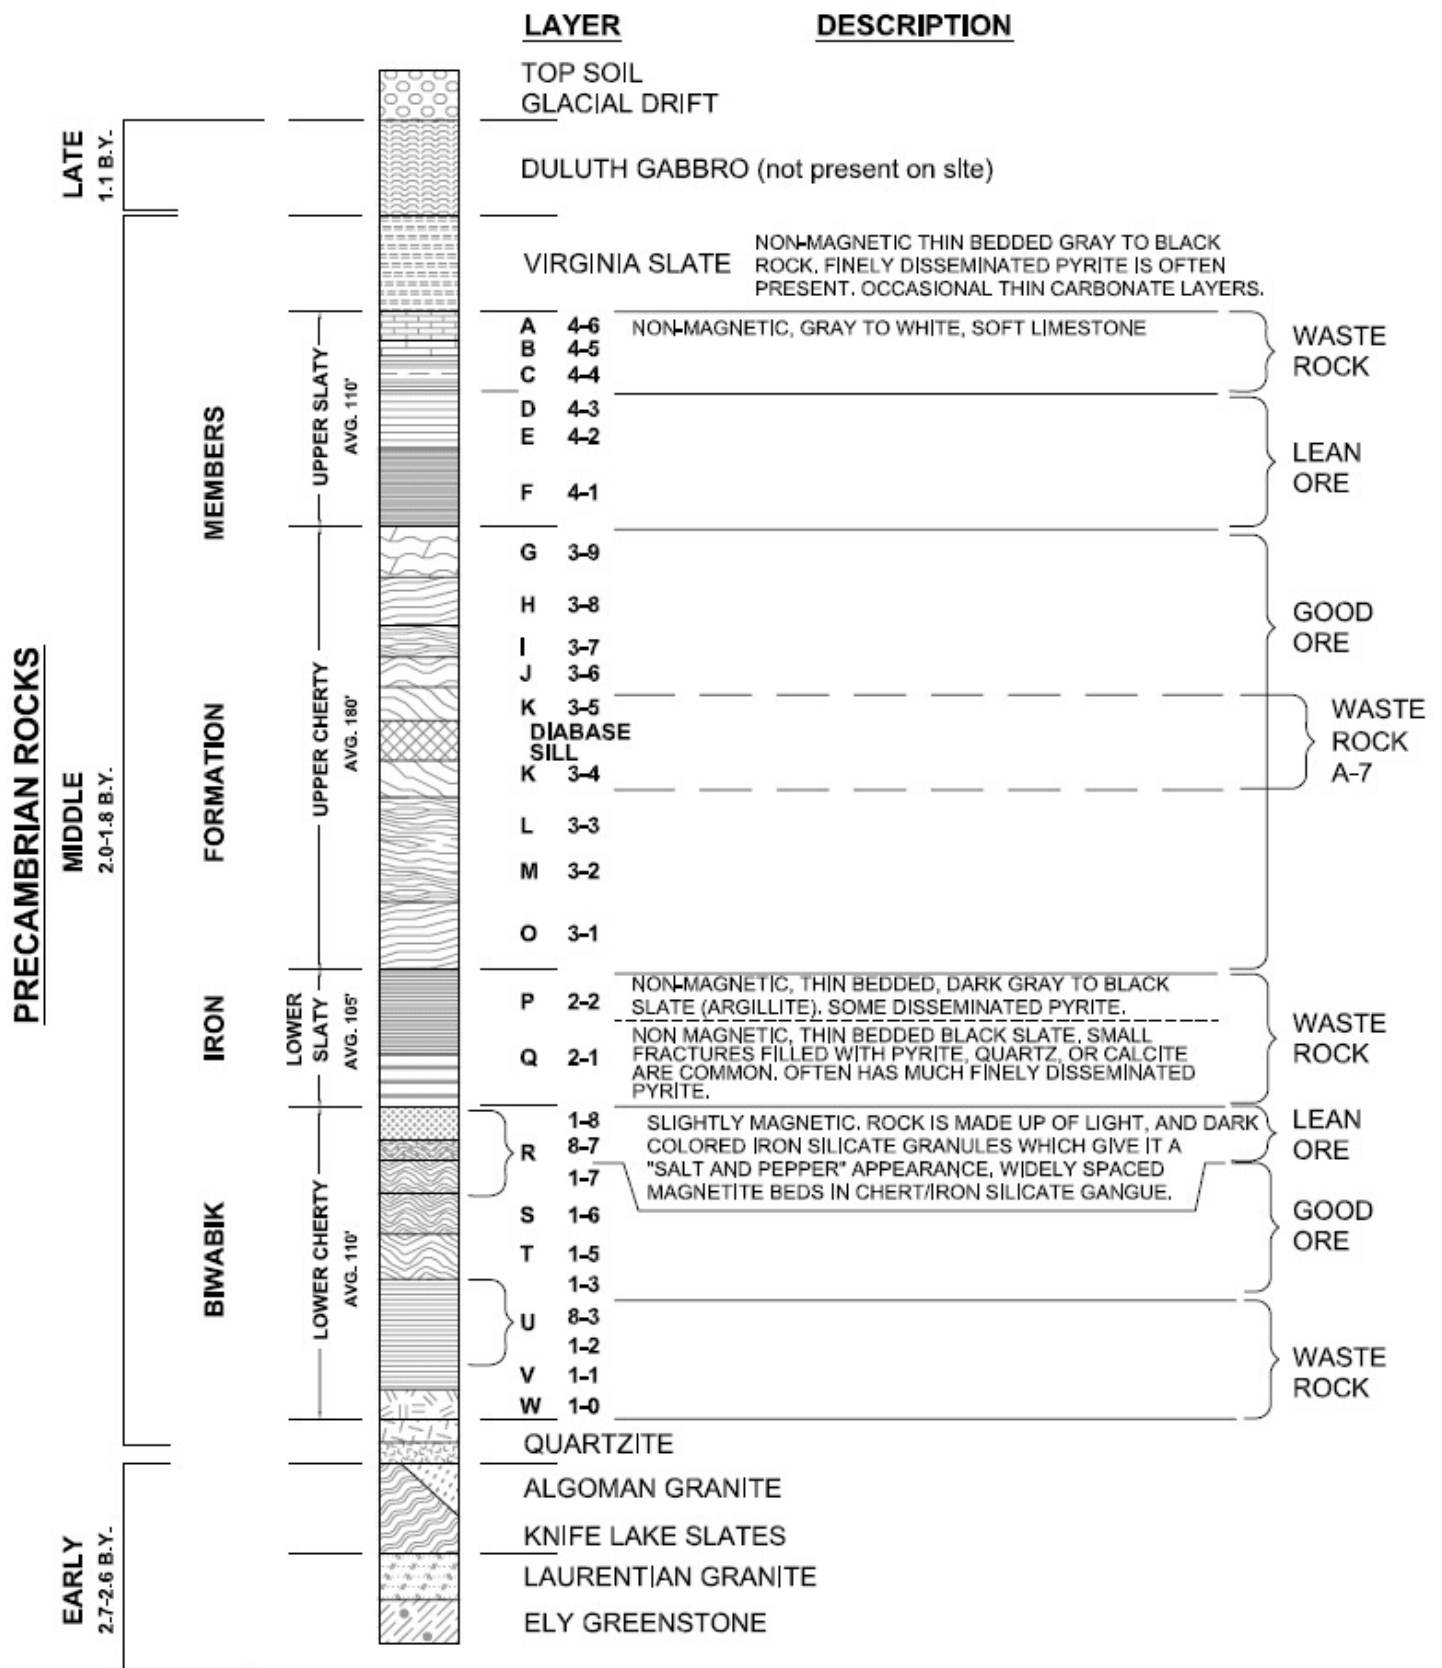 LAYER DESCRIPTION
TOP SOIL
GLACIAL DRIFT
LATE
1-1 B.Y.
DULUTH GABBRO (not present on site)
VIRGINIA SLATE
NON-MAGNETIC THIN BEDDED GRAY TO BLACK
ROCK. FINELY DISSEMINATED PYRITE IS OFTEN
PRESENT. OCCASIONAL THIN CARBONATE LAYERS.
PRECAMBRIAN ROCKS
MIDDLE
2.0-1.8 B.Y.
BIWABIK IRON FORMATION MEMBERS
UPPER SLATY
AVG. 110'
A 4-6 NON-MAGNETIC, GRAY TO WHITE, SOFT LIMESTONE
B 4-5
C 4-4
WASTE
ROCK
D 4-3
E 4-2
F 4-1
LEAN
ORE
UPPER CHERTY
AVG. 180'
G 3-9
H 3-8
I 3-7
J 3-6
GOOD
ORE
K 3-5
DIABASE
SILL
K 3-4
WASTE
ROCK
A-7
L 3-3
M 3-2
O 3-1
LOWER
SLATY
AVG. 105'
P 2-2
NON-MAGNETIC, THIN BEDDED, DARK GRAY TO BLACK
SLATE (ARGILLITE). SOME DISSEMINATED PYRITE.
Q 2-1
NON MAGNETIC, THIN BEDDED BLACK SLATE. SMALL
FRACTURES FILLED WITH PYRITE, QUARTZ, OR CALCITE
ARE COMMON. OFTEN HAS MUCH FINELY DISSEMINATED
PYRITE.
WASTE
ROCK
LOWER CHERTY
AVG. 110'
R
1-8
8-7
1-7
SLIGHTLY MAGNETIC. ROCK IS MADE UP OF LIGHT, AND DARK
COLORED IRON SILICATE GRANULES WHICH GIVE IT A
"SALT AND PEPPER" APPEARANCE, WIDELY SPACED
MAGNETITE BEDS IN CHERT/IRON SILICATE GANGUE.
LEAN
ORE
S 1-6
T 1-5
1-3
GOOD
ORE
U
8-3
1-2
V 1-1
W 1-0
WASTE
ROCK
QUARTZITE
EARLY
2-7-2.6 B.Y.
ALGOMAN GRANITE
KNIFE LAKE SLATES
LAURENTIAN GRANITE
ELY GREENSTONE